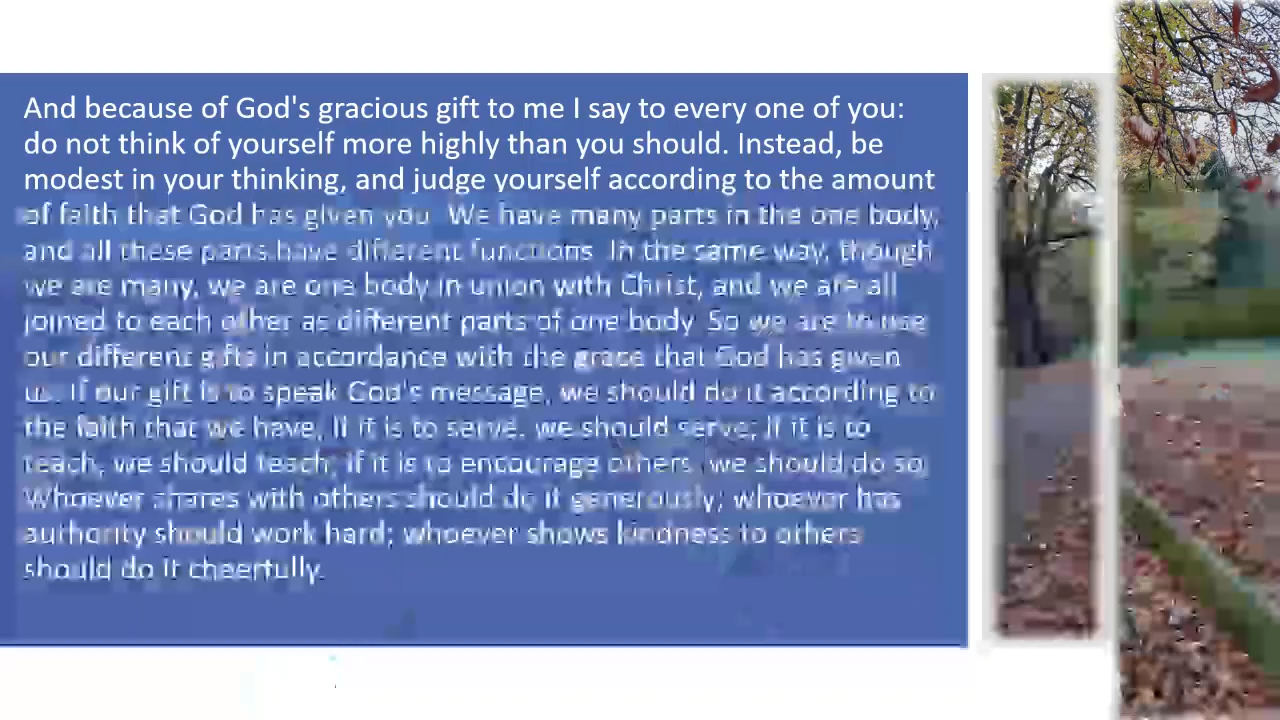 And because of God's gracious gift to me I say to every one of you:
do not think of yourself more highly than you should. Instead, be
modest in your thinking, and judge yourself according to the amount
of faith that God has given you. We have many parts in the one body,
and all these parts have different functions. In the same way, though
we are many, we are one body in union with Christ, and we are all
joined to each other as different parts of one body. So we are to use
our different gifts in accordance with the grace that God has given
us. If our gift is to speak God's message, we should do it according to
the faith that we have; if it is to serve, we should serve; if it is to
teach, we should teach; if it is to encourage others, we should do so.
Whoever shares with others should do it generously; whoever has
authority should work hard; whoever shows kindness to others
should do it cheerfully.